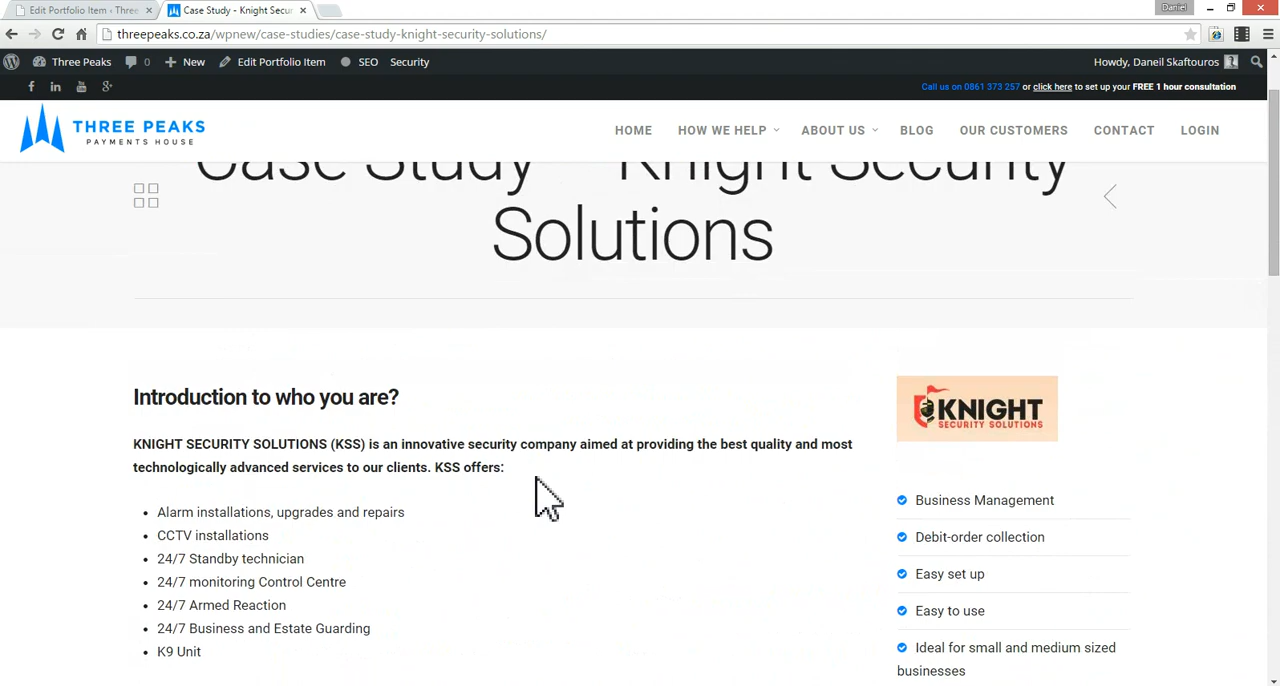 Edit Portfolio Item ‹ Three
Case Study - Knight Secur
Daniel
threepeaks.co.za/wpnew/case-studies/case-study-knight-security-solutions/
Three Peaks 0 New Edit Portfolio Item SEO Security Howdy, Daneil Skaftouros
Call us on 0861 373 257 or click here to set up your FREE 1 hour consultation
THREE PEAKS
PAYMENTS HOUSE
HOME HOW WE HELP ABOUT US BLOG OUR CUSTOMERS CONTACT LOGIN
Case Study Knight Security
Solutions
Introduction to who you are?
KNIGHT SECURITY SOLUTIONS (KSS) is an innovative security company aimed at providing the best quality and most
technologically advanced services to our clients. KSS offers:
Alarm installations, upgrades and repairs
CCTV installations
24/7 Standby technician
24/7 monitoring Control Centre
24/7 Armed Reaction
24/7 Business and Estate Guarding
K9 Unit
KNIGHT
SECURITY SOLUTIONS
Business Management
Debit-order collection
Easy set up
Easy to use
Ideal for small and medium sized
businesses